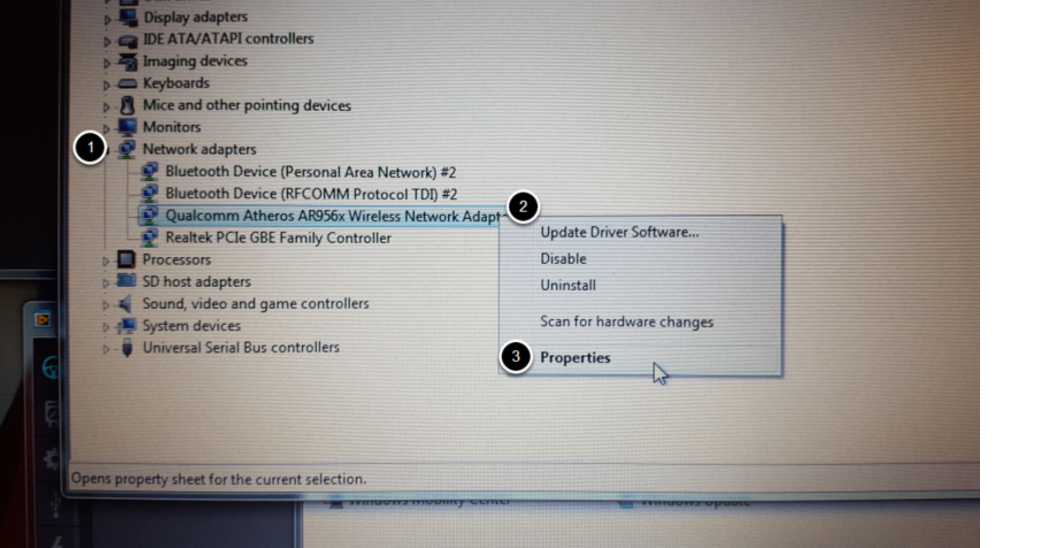 Display adapters
IDE ATA/ATAPI controllers
Imaging devices
Keyboards
Mice and other pointing devices
Monitors
1
Network adapters
Bluetooth Device (Personal Area Network) #2
Bluetooth Device (RFCOMM Protocol TDI) #2
2
Qualcomm Atheros AR956x Wireless Network Adapt
Update Driver Software...
Realtek PCIe GBE Family Controller
Disable
Processors
SD host adapters
Uninstall
Sound, video and game controllers
Scan for hardware changes
System devices
Universal Serial Bus controllers
3
Properties
Opens property sheet for the current selection.
Windows Mobility Center
Windows Update